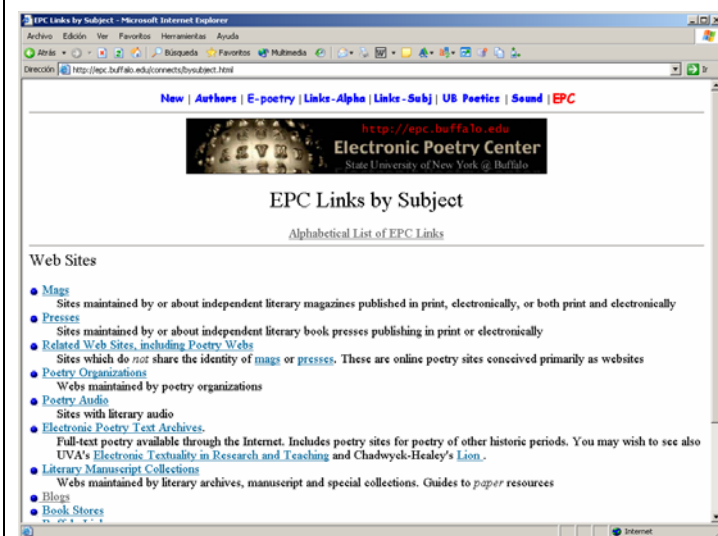 EPC Links by Subject - Microsoft Internet Explorer
Archivo Edición Ver Favoritos Herramientas Ayuda
Atrás Búsqueda Favoritos Multimedia
Dirección http://epc.buffalo.edu/connects/bysubject.html Ir
New | Authors | E-poetry | Links-Alpha | Links-Subj | UB Poetics | Sound | EPC
http://epc.buffalo.edu
Electronic Poetry Center
State University of New York @ Buffalo
EPC Links by Subject
Alphabetical List of EPC Links
Web Sites
Mags
Sites maintained by or about independent literary magazines published in print, electronically, or both print and electronically
Presses
Sites maintained by or about independent literary book presses publishing in print or electronically
Related Web Sites, including Poetry Webs
Sites which do not share the identity of mags or presses. These are online poetry sites conceived primarily as websites
Poetry Organizations
Webs maintained by poetry organizations
Poetry Audio
Sites with literary audio
Electronic Poetry Text Archives.
Full-text poetry available through the Internet. Includes poetry sites for poetry of other historic periods. You may wish to see also
UVA's Electronic Textuality in Research and Teaching and Chadwyck-Healey's Lion .
Literary Manuscript Collections
Webs maintained by literary archives, manuscript and special collections. Guides to paper resources
Blogs
Book Stores
Internet